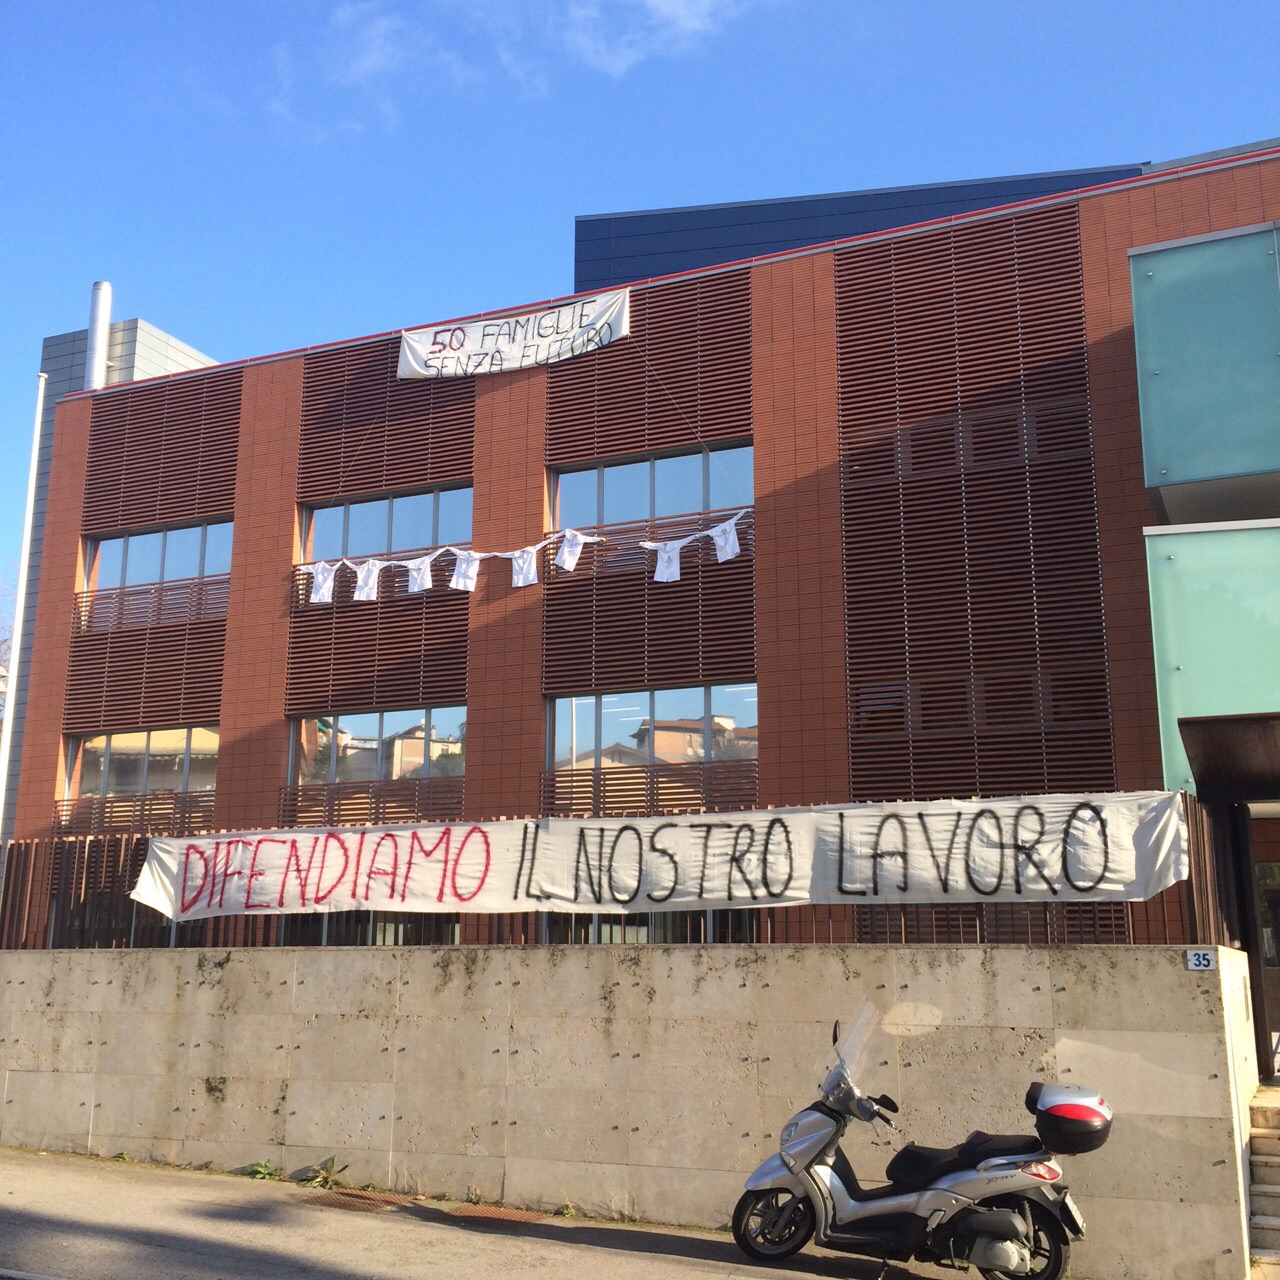 50 FAMIGLIE
SENZA FUTURO
DIFENDIAMO IL NOSTRO LAVORO
35